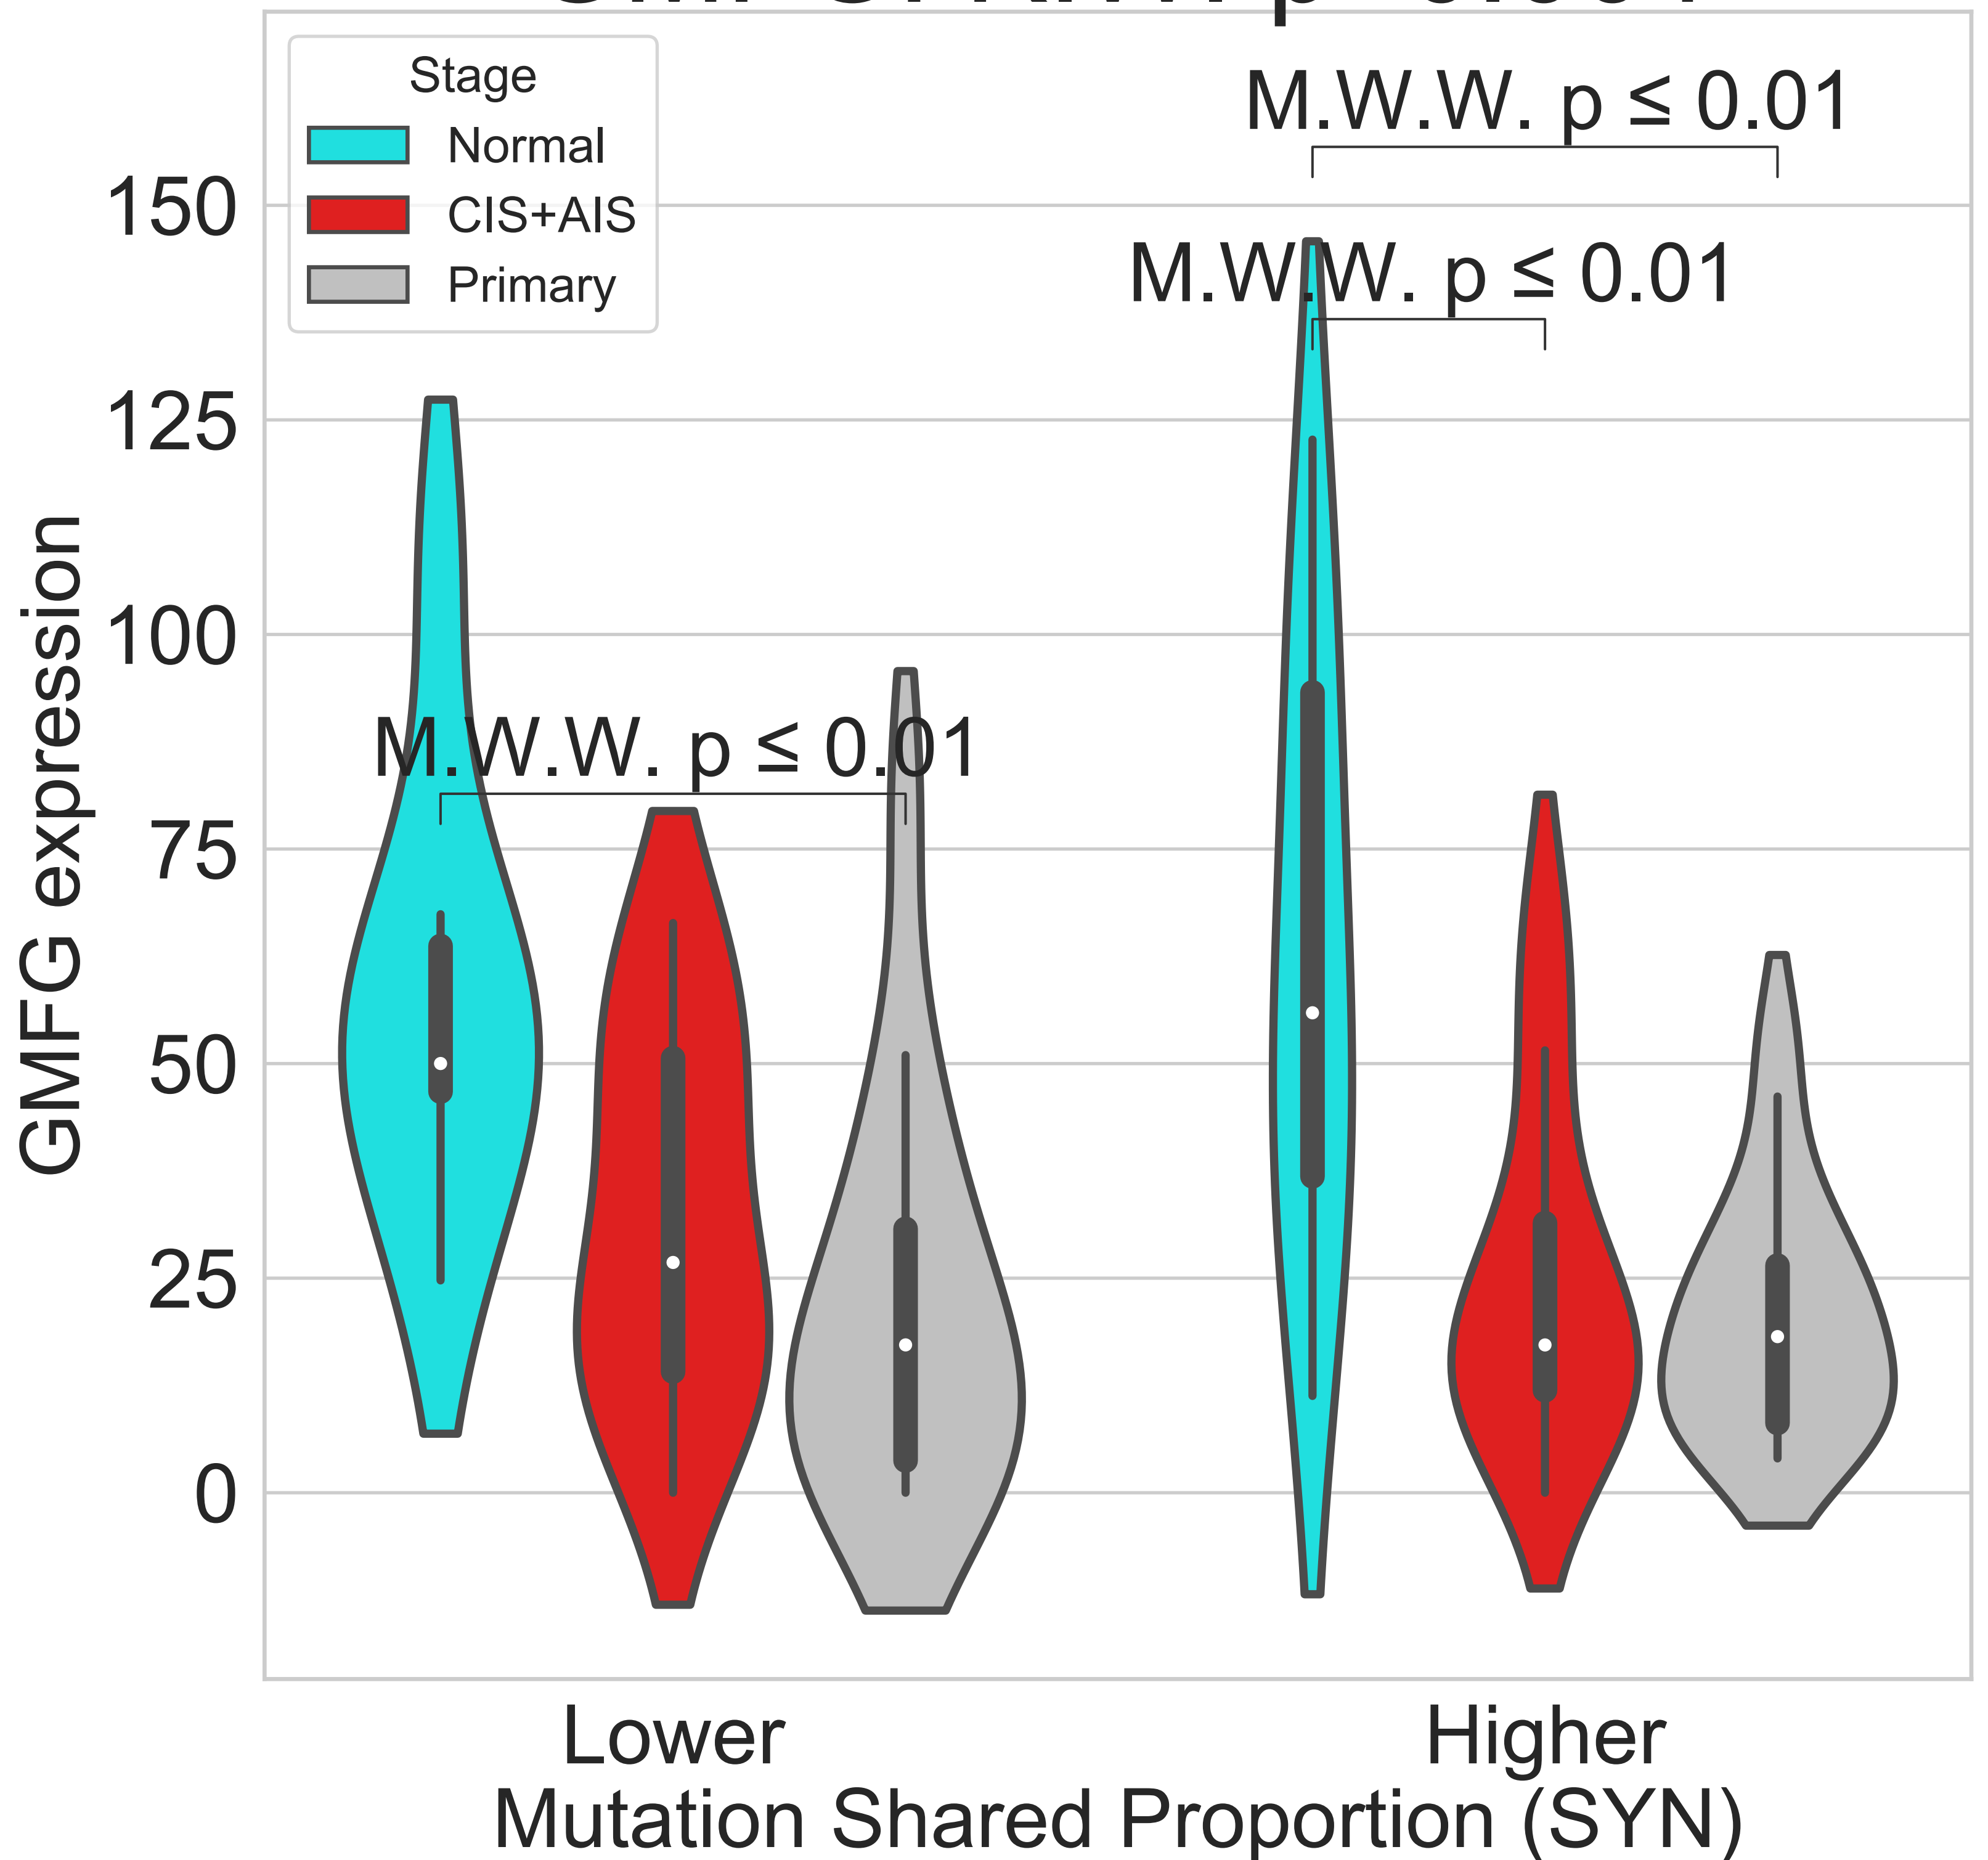 Stage
Normal
CIS+AIS
Primary
M.W.W. p ≤ 0.01
M.W.W. p ≤ 0.01
M.W.W. p ≤ 0.01
150
125
100
75
50
25
0
GMFG expression
Lower
Higher
Mutation Shared Proportion (SYN)